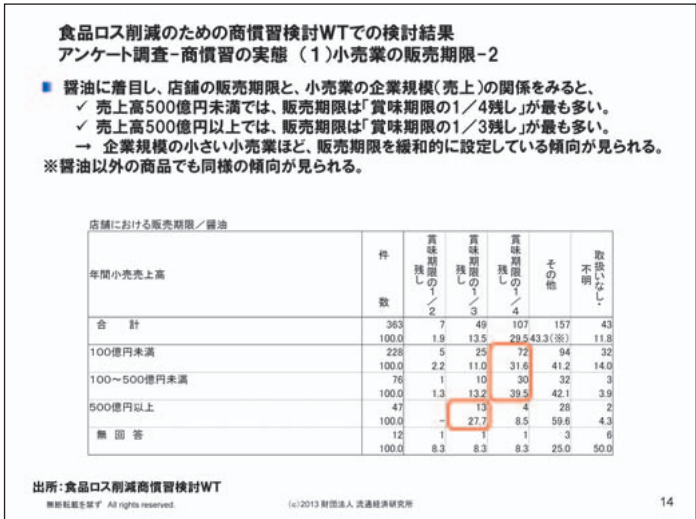 食品ロス削減のための商慣習検討WTでの検討結果
アンケート調査-商慣習の実態 (1)小売業の販売期限-2
醤油に着目し、店舗の販売期限と、小売業の企業規模(売上)の関係をみると、
✓ 売上高500億円未満では、販売期限は「賞味期限の1/4残し」が最も多い。
✓ 売上高500億円以上では、販売期限は「賞味期限の1/3残し」が最も多い。
→ 企業規模の小さい小売業ほど、販売期限を緩和的に設定している傾向が見られる。
※醤油以外の商品でも同様の傾向が見られる。
店舗における販売期限/醤油
年間小売売上高 件数 賞味期限の1/2残し 賞味期限の1/3残し 賞味期限の1/4残し その他 取扱いなし・不明
合 計 363 7 49 107 157 43
100.0 1.9 13.5 29.5 43.3(※) 11.8
100億円未満 228 5 25 72 94 32
100.0 2.2 11.0 31.6 41.2 14.0
100~500億円未満 76 1 10 30 32 3
100.0 1.3 13.2 39.5 42.1 3.9
500億円以上 47 - 13 4 28 2
100.0 - 27.7 8.5 59.6 4.3
無 回 答 12 1 1 1 3 6
100.0 8.3 8.3 8.3 25.0 50.0
出所:食品ロス削減商慣習検討WT
無断転載を禁ず All rights reserved.
(c)2013 財団法人 流通経済研究所
14